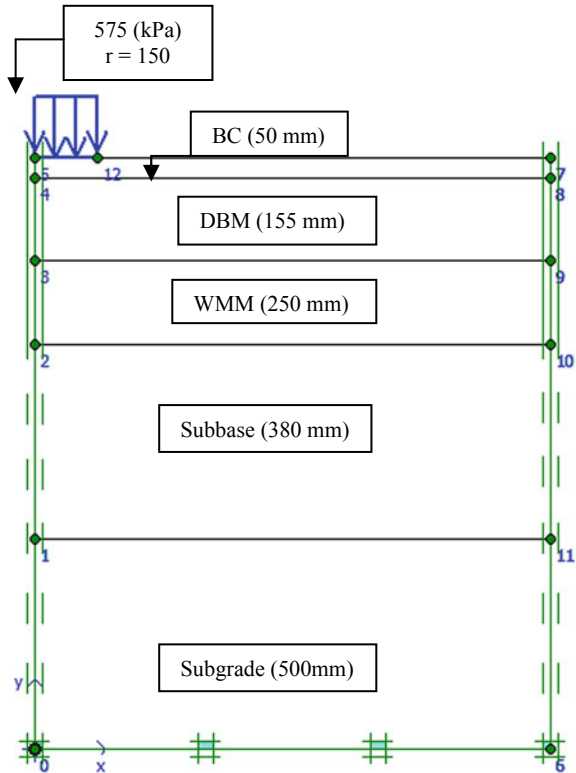 575 (kPa)
r = 150
BC (50 mm)
5 12 7
4 8
DBM (155 mm)
3 9
WMM (250 mm)
2 10
Subbase (380 mm)
1 11
Subgrade (500mm)
y
0 x 6